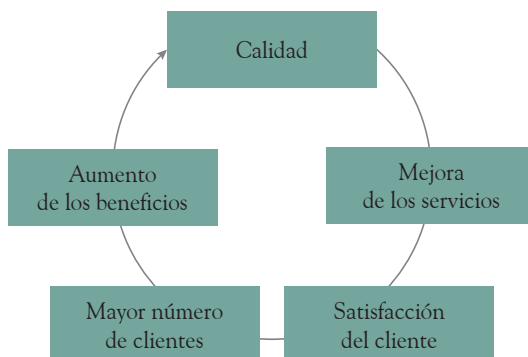 Calidad
Mejora
de los servicios
Satisfacción
del cliente
Mayor número
de clientes
Aumento
de los beneficios